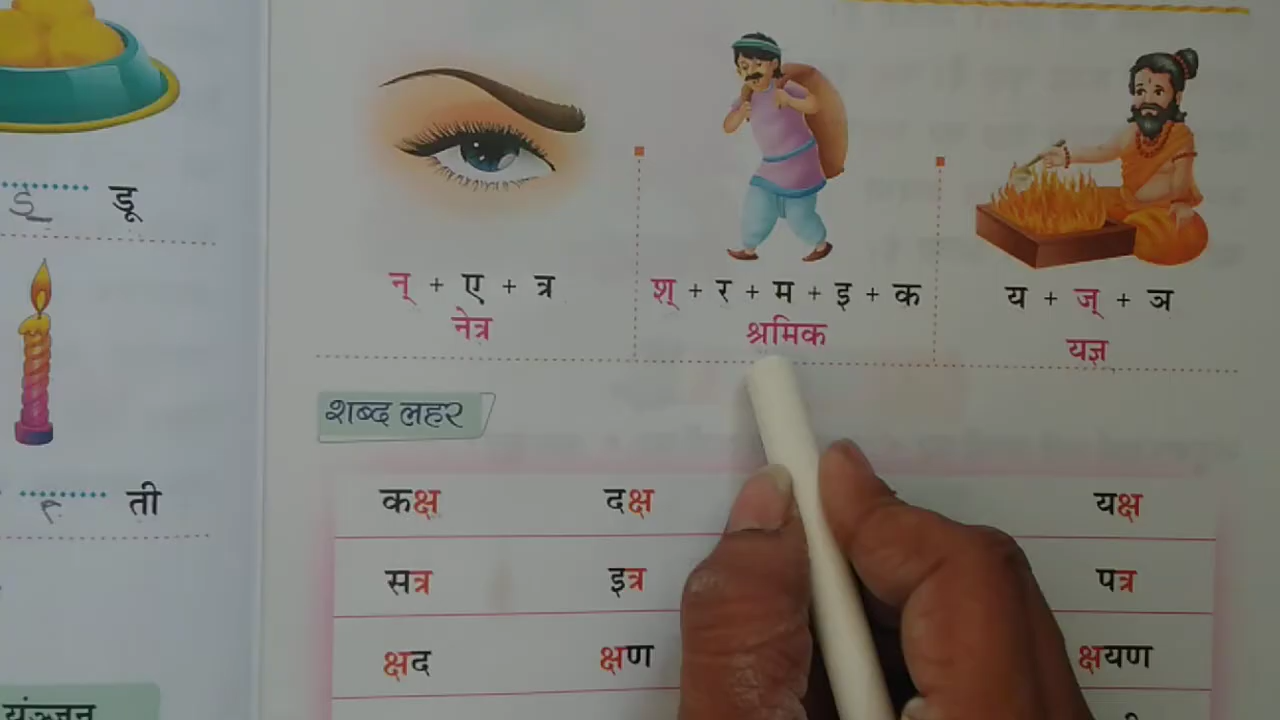 डू
न् + ए + त्र
नेत्र
श् + र + म + इ + क
श्रमिक
य + ज् + ञ
यज्ञ
शब्द लहर
ती
कक्ष दक्ष यक्ष
सत्र इत्र पत्र
क्षद क्षण क्षयण